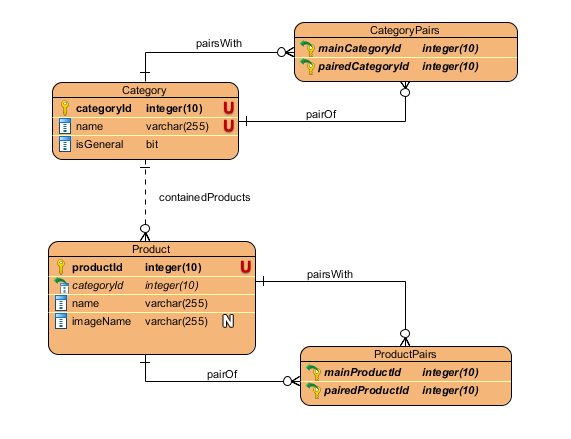 pairsWith
CategoryPairs
mainCategoryId integer(10)
pairedCategoryId integer(10)
Category
categoryId integer(10) U
name varchar(255) U
isGeneral bit
pairOf
containedProducts
Product
productId integer(10) U
categoryId integer(10)
name varchar(255)
imageName varchar(255) N
pairsWith
pairOf
ProductPairs
mainProductId integer(10)
pairedProductId integer(10)